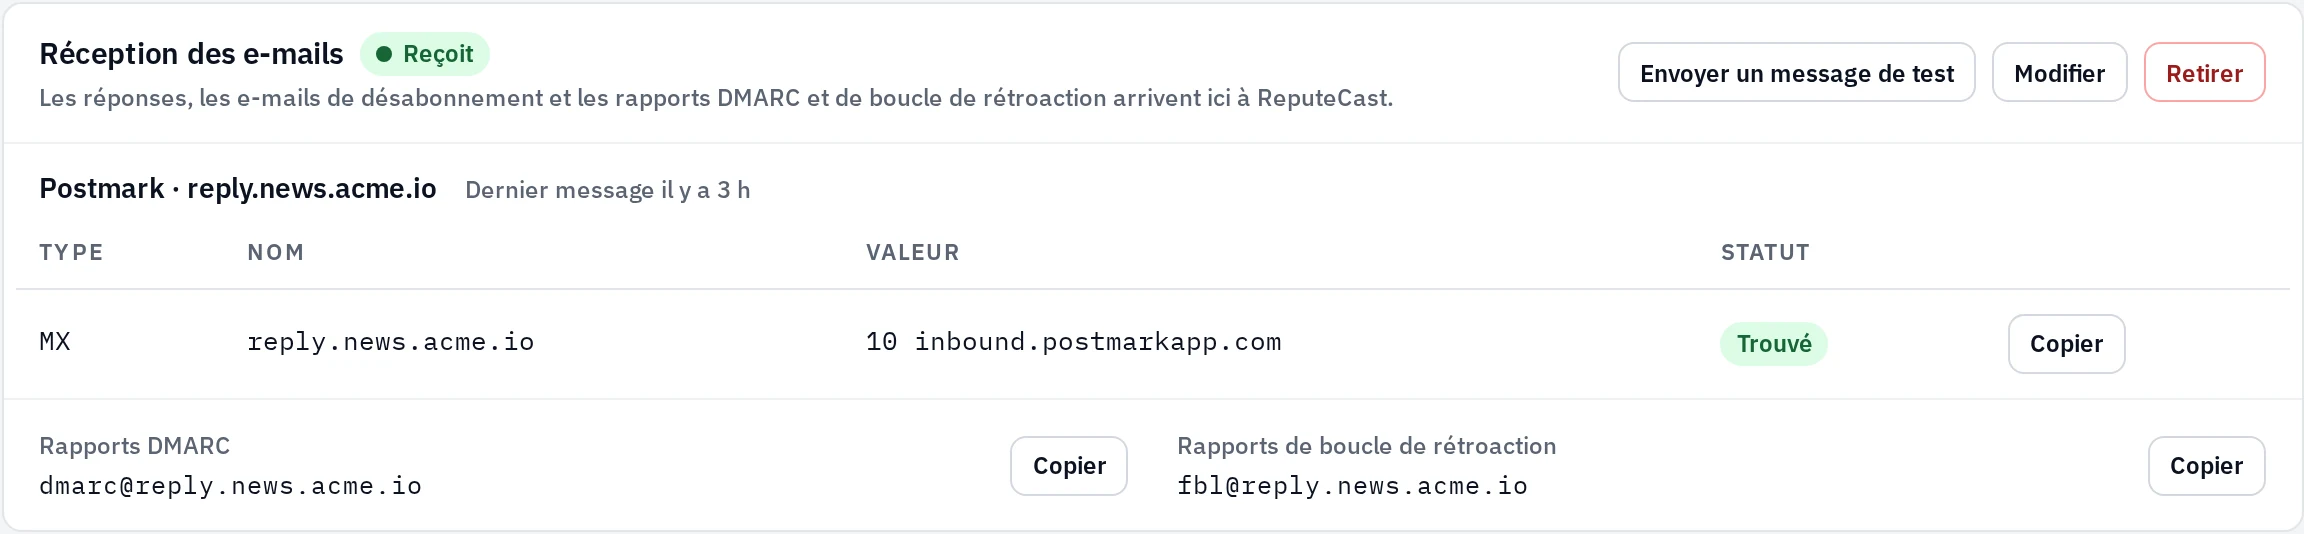 Réception des e-mails
Reçoit
Les réponses, les e-mails de désabonnement et les rapports DMARC et de boucle de rétroaction arrivent ici à ReputeCast.
Envoyer un message de test
Modifier
Retirer
Postmark · reply.news.acme.io
Dernier message il y a 3 h
TYPE NOM VALEUR STATUT
MX reply.news.acme.io 10 inbound.postmarkapp.com Trouvé Copier
Rapports DMARC
dmarc@reply.news.acme.io
Copier
Rapports de boucle de rétroaction
fbl@reply.news.acme.io
Copier